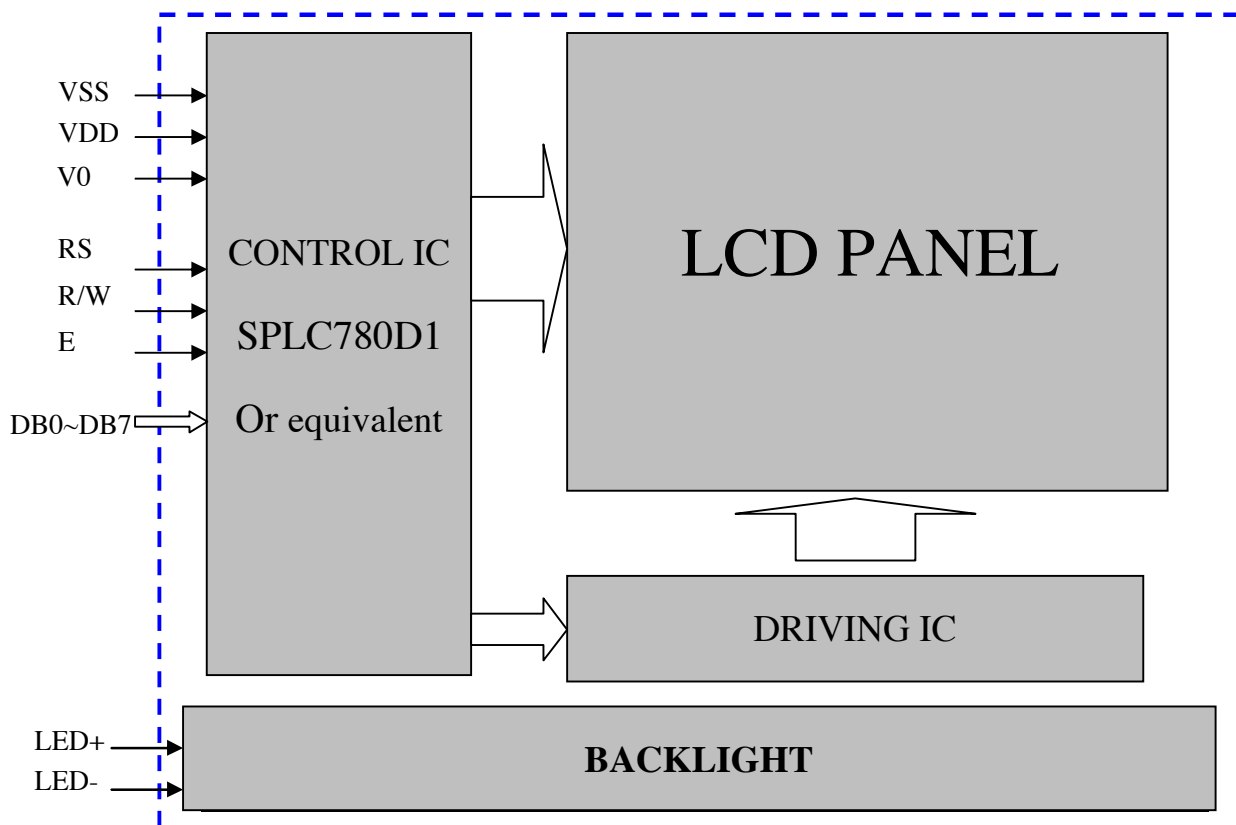 VSS
VDD
V0
RS
R/W
E
DB0~DB7
CONTROL IC
SPLC780D1
Or equivalent
LCD PANEL
DRIVING IC
LED+
LED-
BACKLIGHT